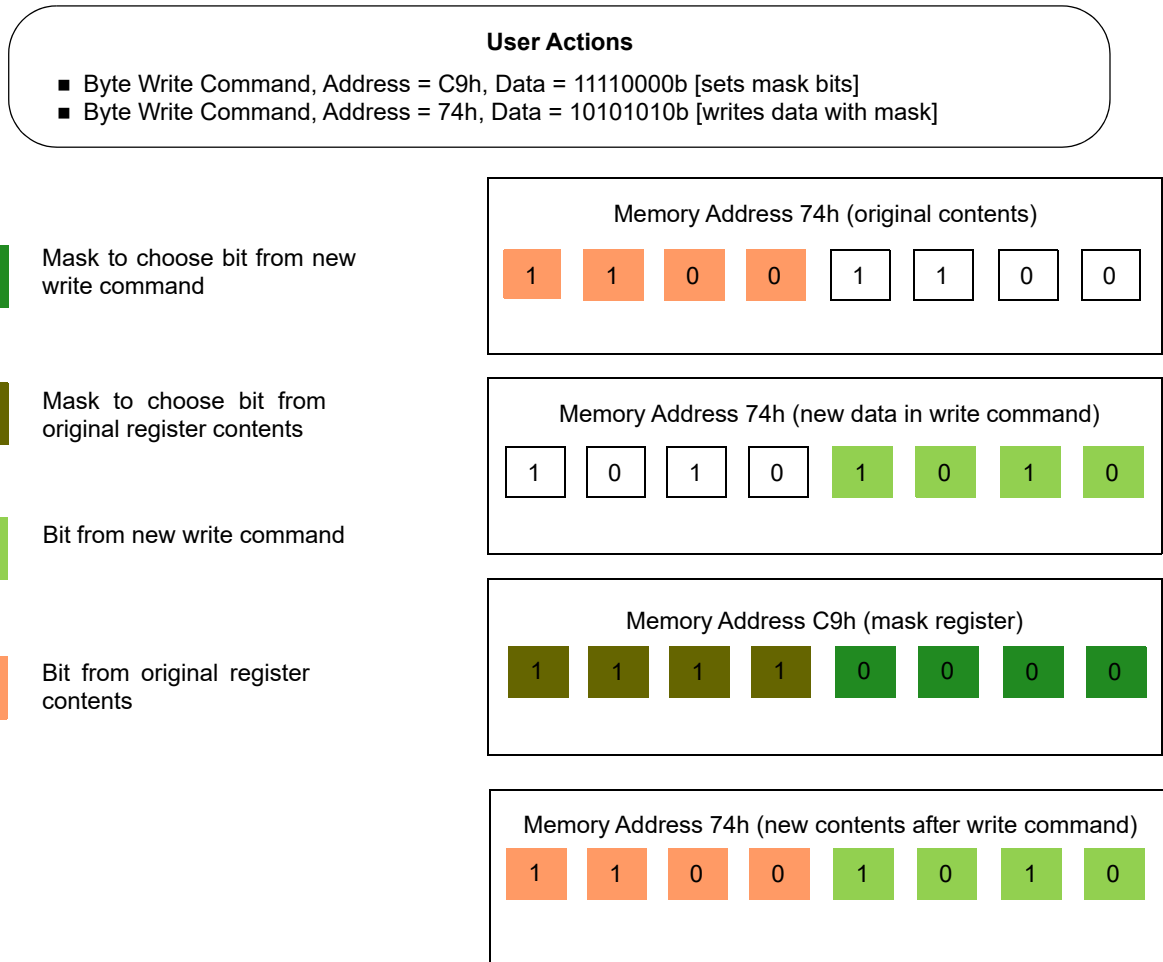 User Actions
■ Byte Write Command, Address = C9h, Data = 11110000b [sets mask bits]
■ Byte Write Command, Address = 74h, Data = 10101010b [writes data with mask]
Memory Address 74h (original contents)
1 1 0 0 1 1 0 0
Mask to choose bit from new
write command
Memory Address 74h (new data in write command)
1 0 1 0 1 0 1 0
Mask to choose bit from
original register contents
Bit from new write command
Memory Address C9h (mask register)
1 1 1 1 0 0 0 0
Bit from original register
contents
Memory Address 74h (new contents after write command)
1 1 0 0 1 0 1 0